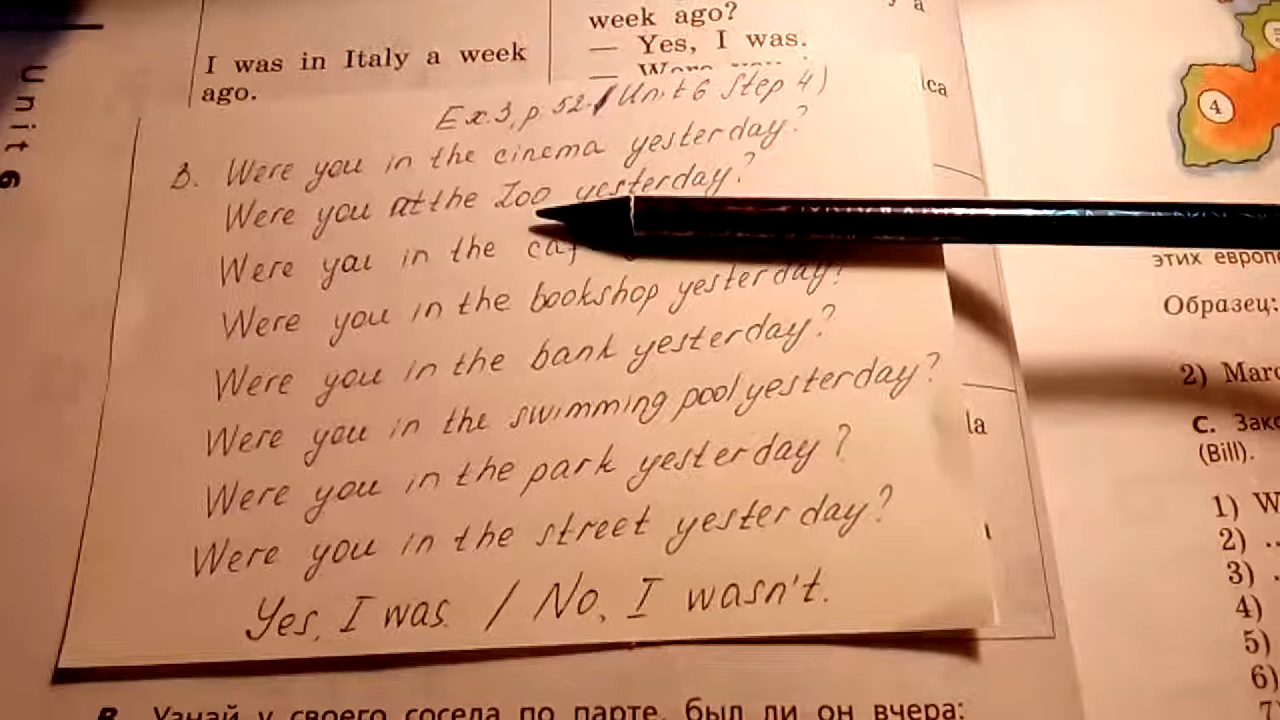 Unit 6
I was in Italy a week
ago.
week ago?
— Yes, I was.
Ex.3, p. 52. (Unit 6 Step 4)
B. Were you in the cinema yesterday?
Were you at the Zoo yesterday?
Were you in the
Were you in the bookshop yesterday?
Were you in the bank yesterday?
Were you in the swimming pool yesterday?
Were you in the park yesterday?
Were you in the street yesterday?
Yes, I was. / No, I wasn't.
B. Узнай у своего соседа по парте, был ли он вчера:
4
этих
Образец:
2)
C.
(Bill).
1)
2) ..
3) .
4)
5)
6)
7)